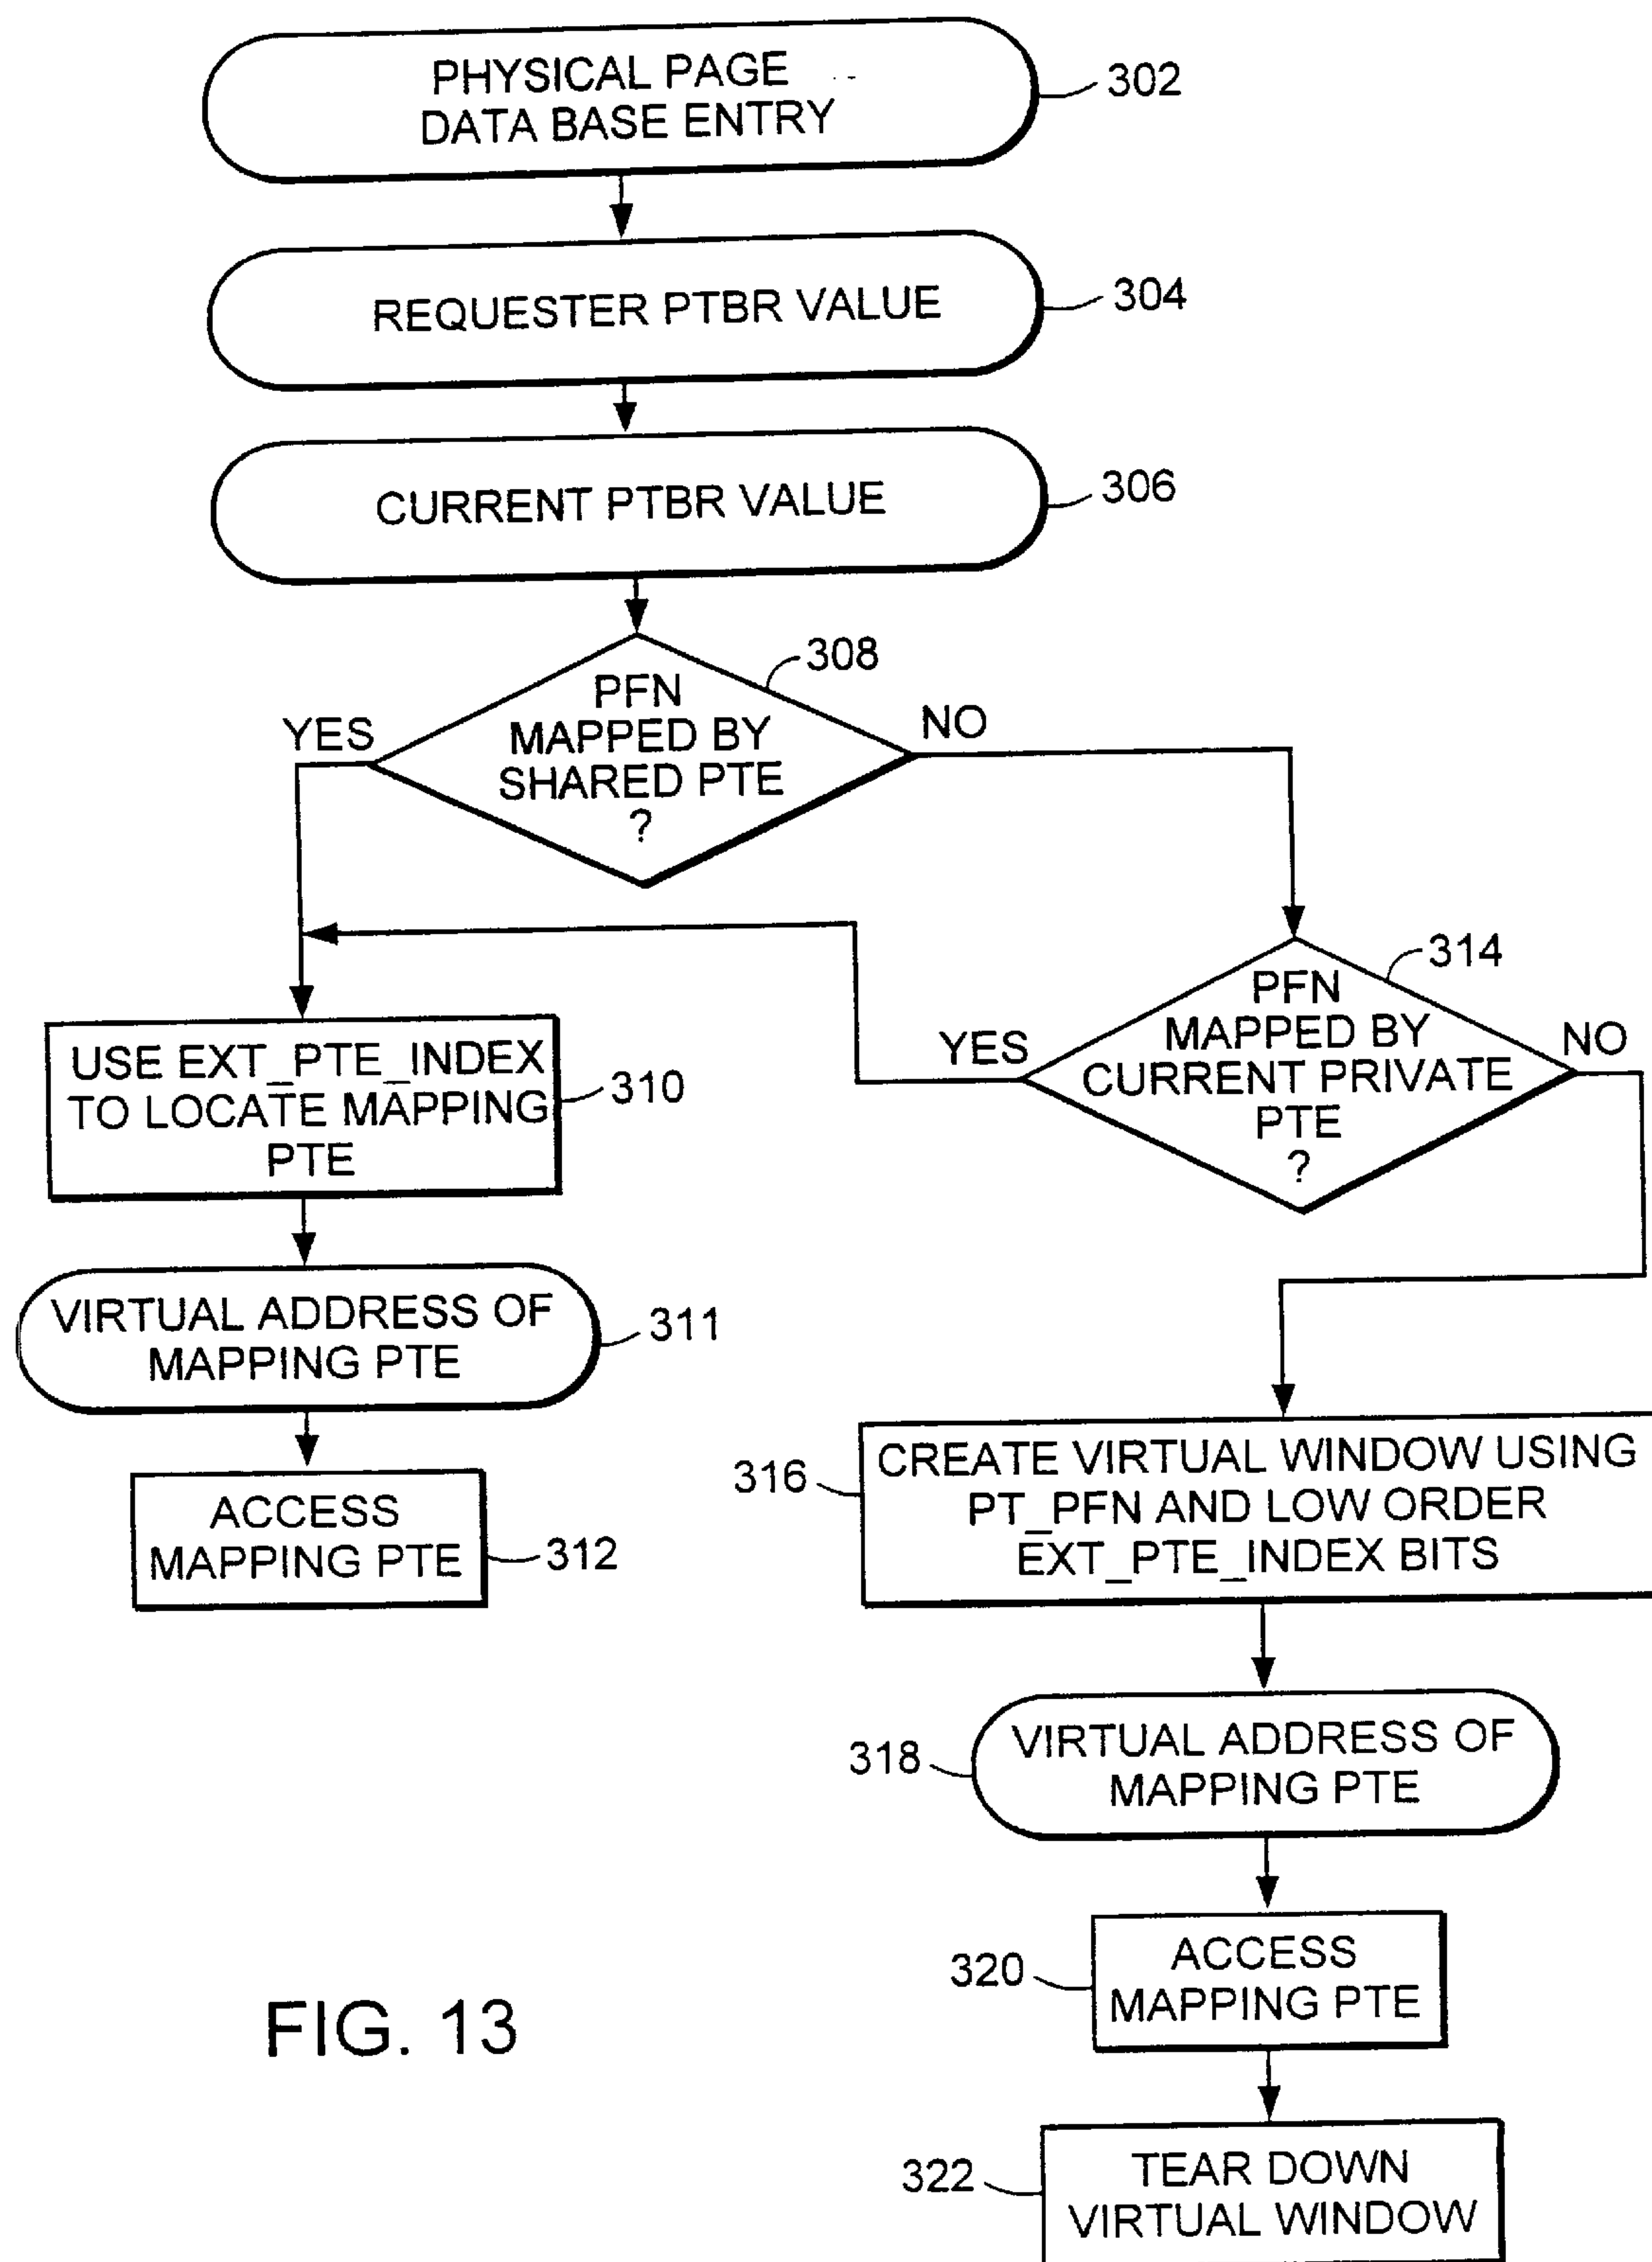 PHYSICAL PAGE
DATA BASE ENTRY
302
REQUESTER PTBR VALUE
304
CURRENT PTBR VALUE
306
308
PFN
MAPPED BY
SHARED PTE
?
YES
NO
314
PFN
MAPPED BY
CURRENT PRIVATE
PTE
?
YES
NO
USE EXT_PTE_INDEX
TO LOCATE MAPPING
PTE
310
VIRTUAL ADDRESS OF
MAPPING PTE
311
ACCESS
MAPPING PTE
312
316
CREATE VIRTUAL WINDOW USING
PT_PFN AND LOW ORDER
EXT_PTE_INDEX BITS
318
VIRTUAL ADDRESS OF
MAPPING PTE
320
ACCESS
MAPPING PTE
322
TEAR DOWN
VIRTUAL WINDOW
FIG. 13